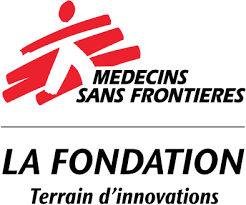 MEDECINS
SANS FRONTIERES
LA FONDATION
Terrain d'innovations